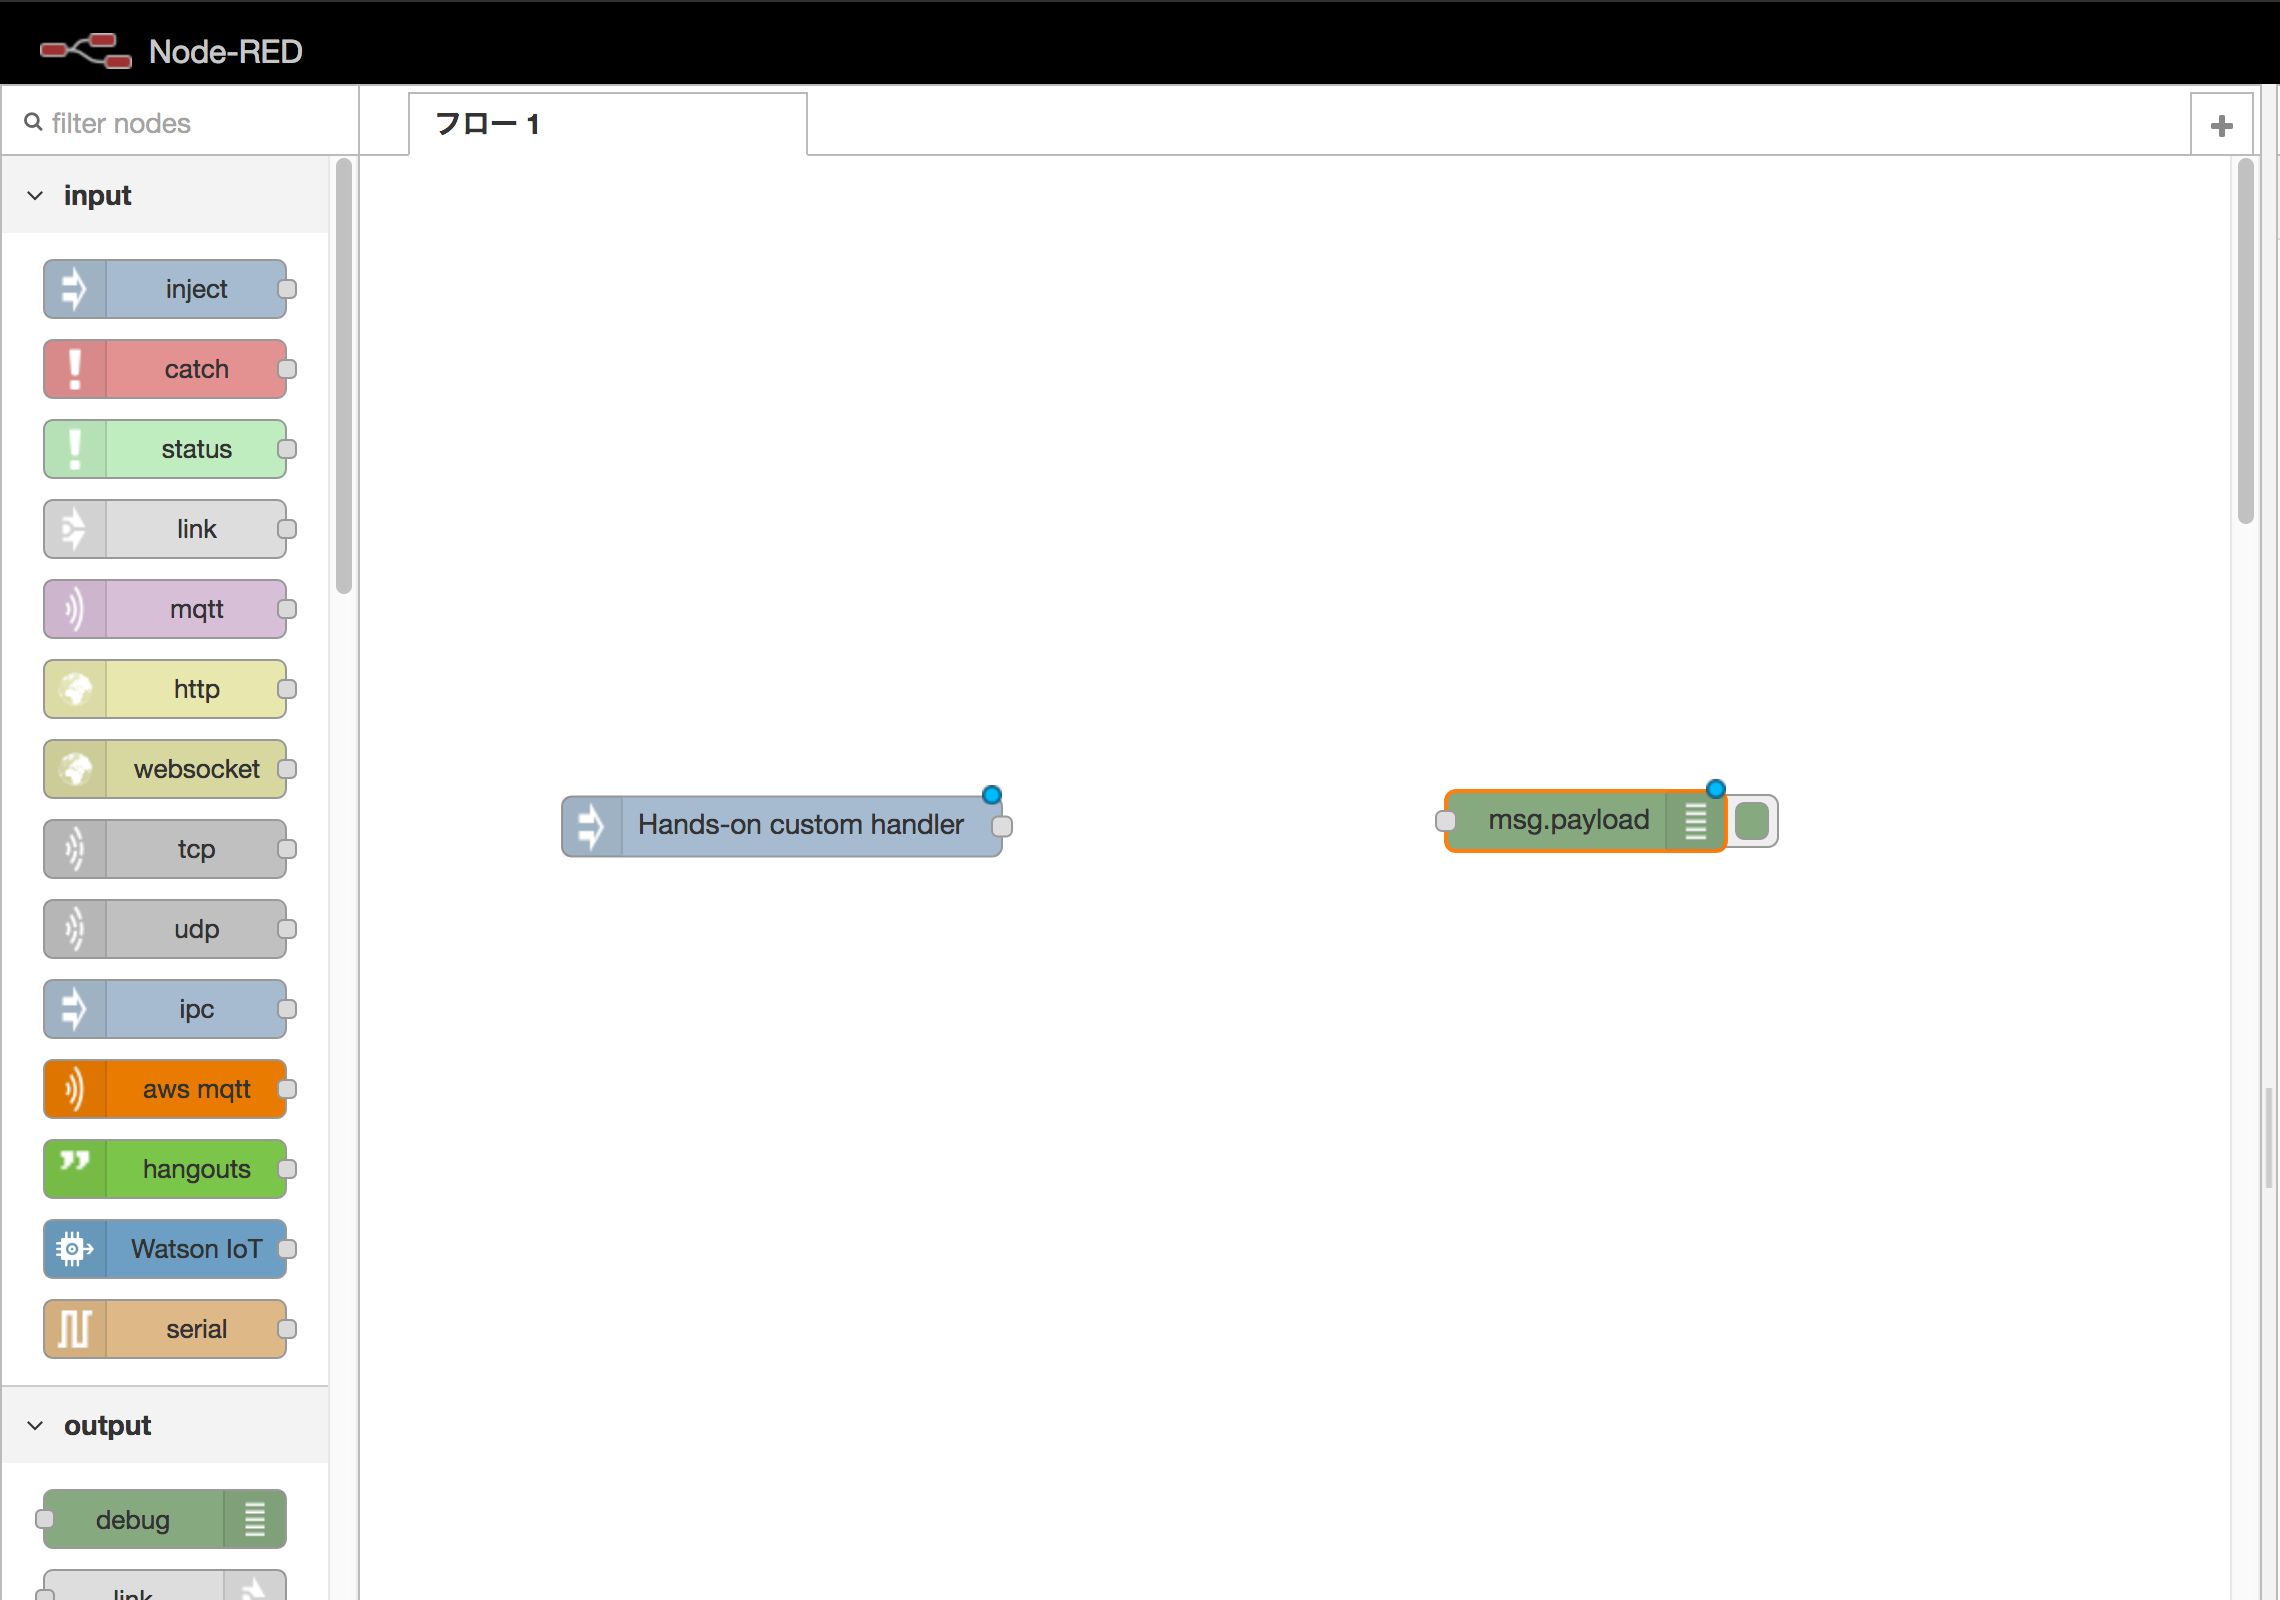 Node-RED
filter nodes
フロー 1
input
inject
catch
status
link
mqtt
http
websocket
tcp
udp
ipc
aws mqtt
hangouts
Watson IoT
serial
output
debug
link
Hands-on custom handler
msg.payload